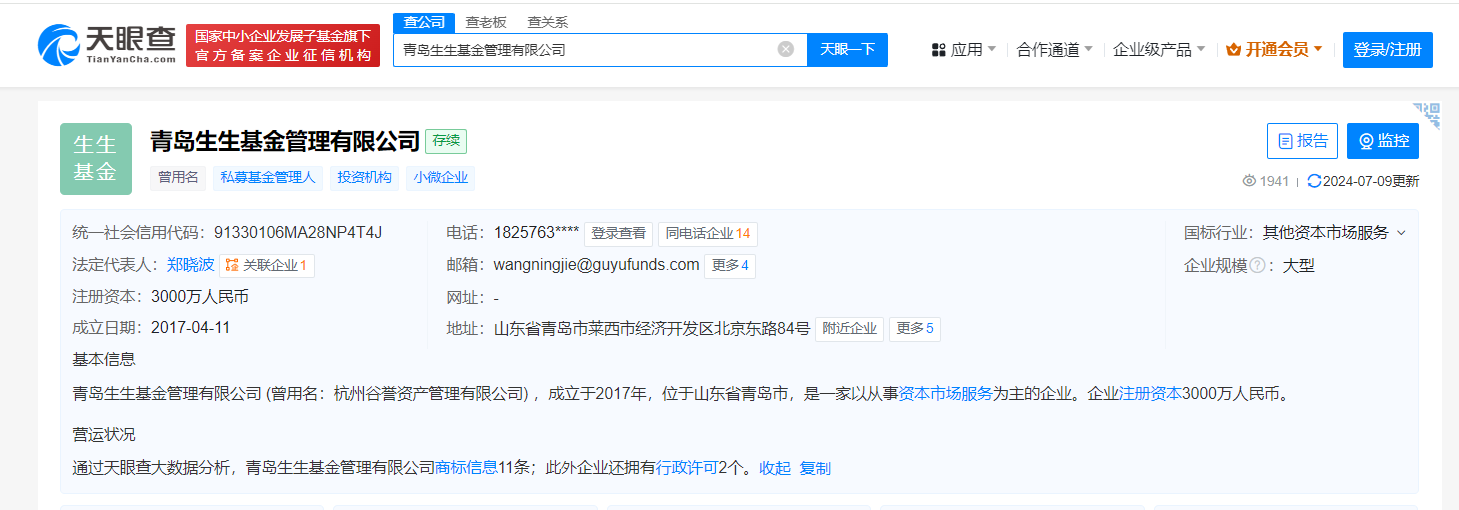 查公司 查老板 查关系
天眼查
TianYanCha.com
国家中小企业发展子基金旗下
官方备案企业征信机构
青岛生生基金管理有限公司 天眼一下
应用 合作通道 企业级产品 开通会员 登录/注册
生生
基金
青岛生生基金管理有限公司 存续
报告 监控
曾用名 私募基金管理人 投资机构 小微企业
1941 2024-07-09更新
统一社会信用代码：91330106MA28NP4T4J
法定代表人：郑晓波 关联企业1
注册资本：3000万人民币
成立日期：2017-04-11
电话：1825763**** 登录查看 同电话企业14
邮箱：wangningjie@guyufunds.com 更多4
网址：-
地址：山东省青岛市莱西市经济开发区北京东路84号 附近企业 更多5
国标行业：其他资本市场服务
企业规模?：大型
基本信息
青岛生生基金管理有限公司 (曾用名：杭州谷誉资产管理有限公司) ，成立于2017年，位于山东省青岛市，是一家以从事资本市场服务为主的企业。企业注册资本3000万人民币。
营运状况
通过天眼查大数据分析，青岛生生基金管理有限公司商标信息11条；此外企业还拥有行政许可2个。 收起 复制